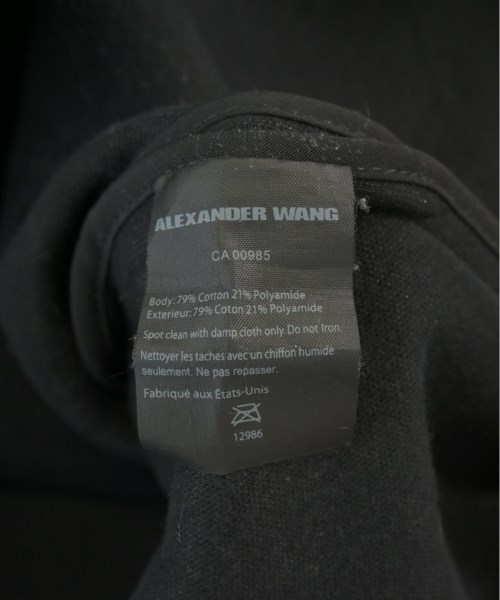 ALEXANDER WANG
CA 00985
Body: 79% Cotton 21% Polyamide
Exterieur: 79% Coton 21% Polyamide
Spot clean with damp cloth only. Do not Iron.
Nettoyer les taches avec un chiffon humide
seulement. Ne pas repasser.
Fabriqué aux États-Unis
12986